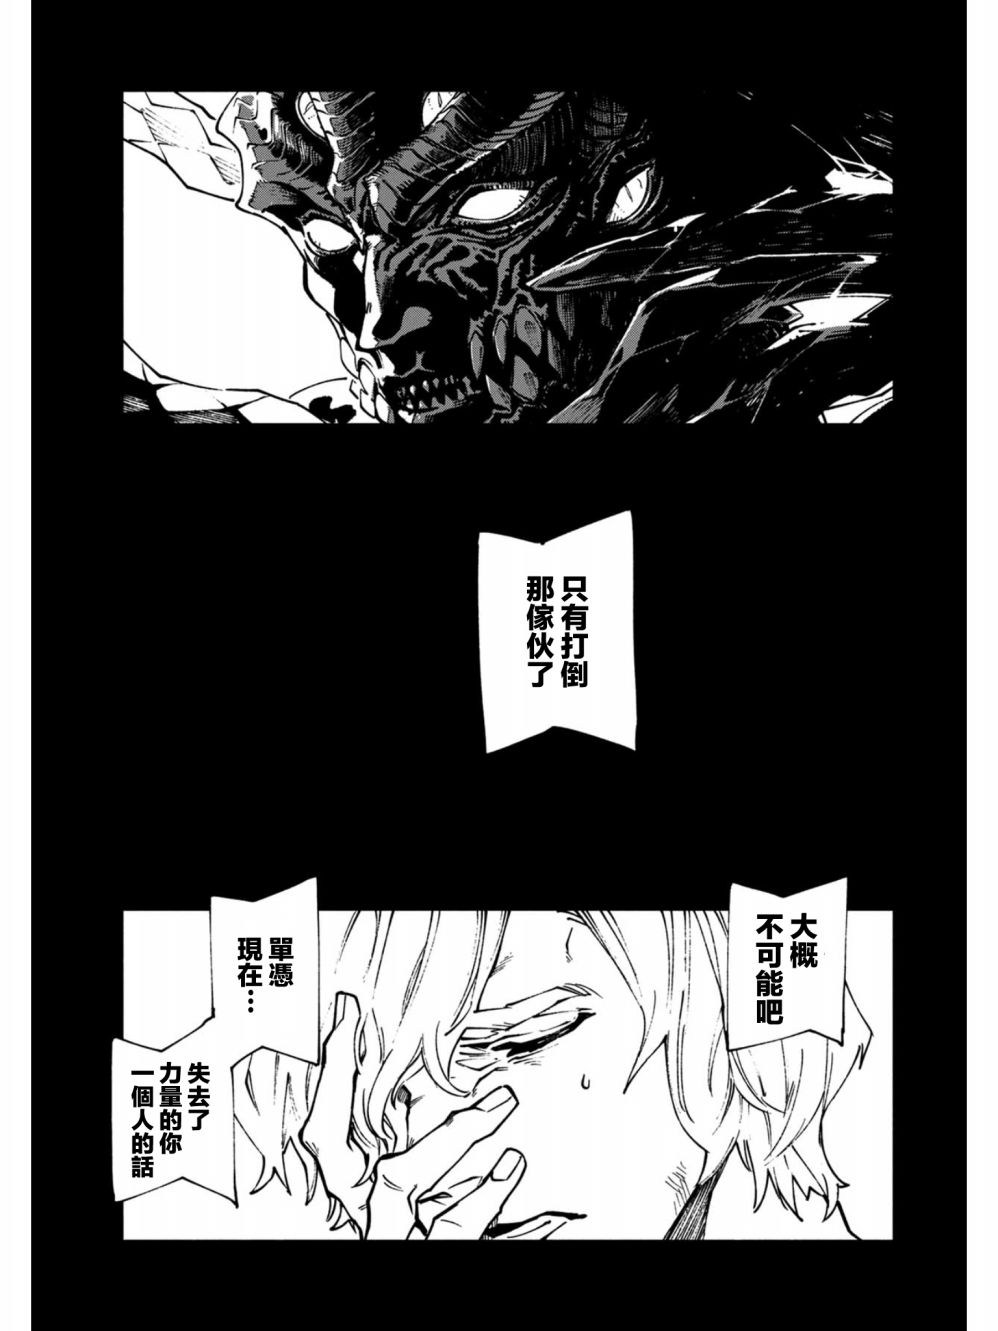 只有打倒
那傢伙了
大概
不可能吧
單憑
現在…
失去了
力量的你
一個人的話